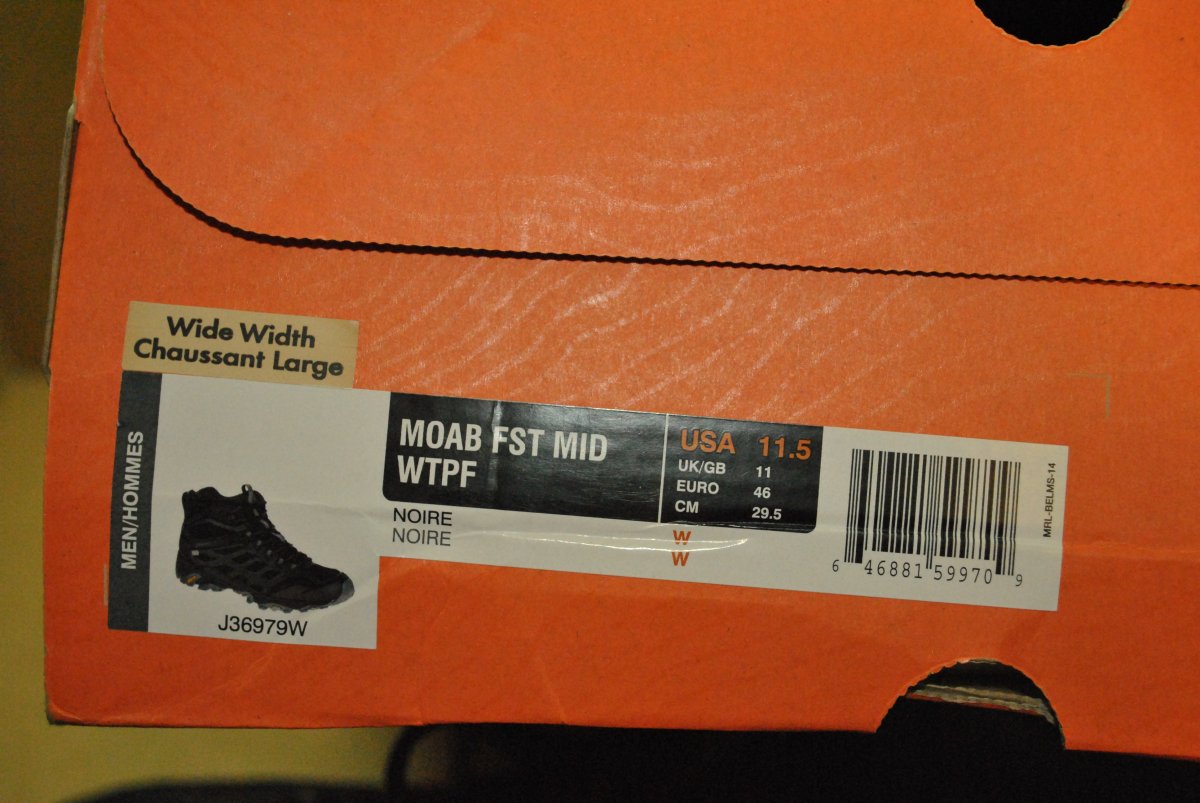 Wide Width
Chaussant Large
MEN/HOMMES
J36979W
MOAB FST MID
WTPF
NOIRE
NOIRE
USA 11.5
UK/GB 11
EURO 46
CM 29.5
W
W
6 46881 59970 9
MRL-BELMS-14